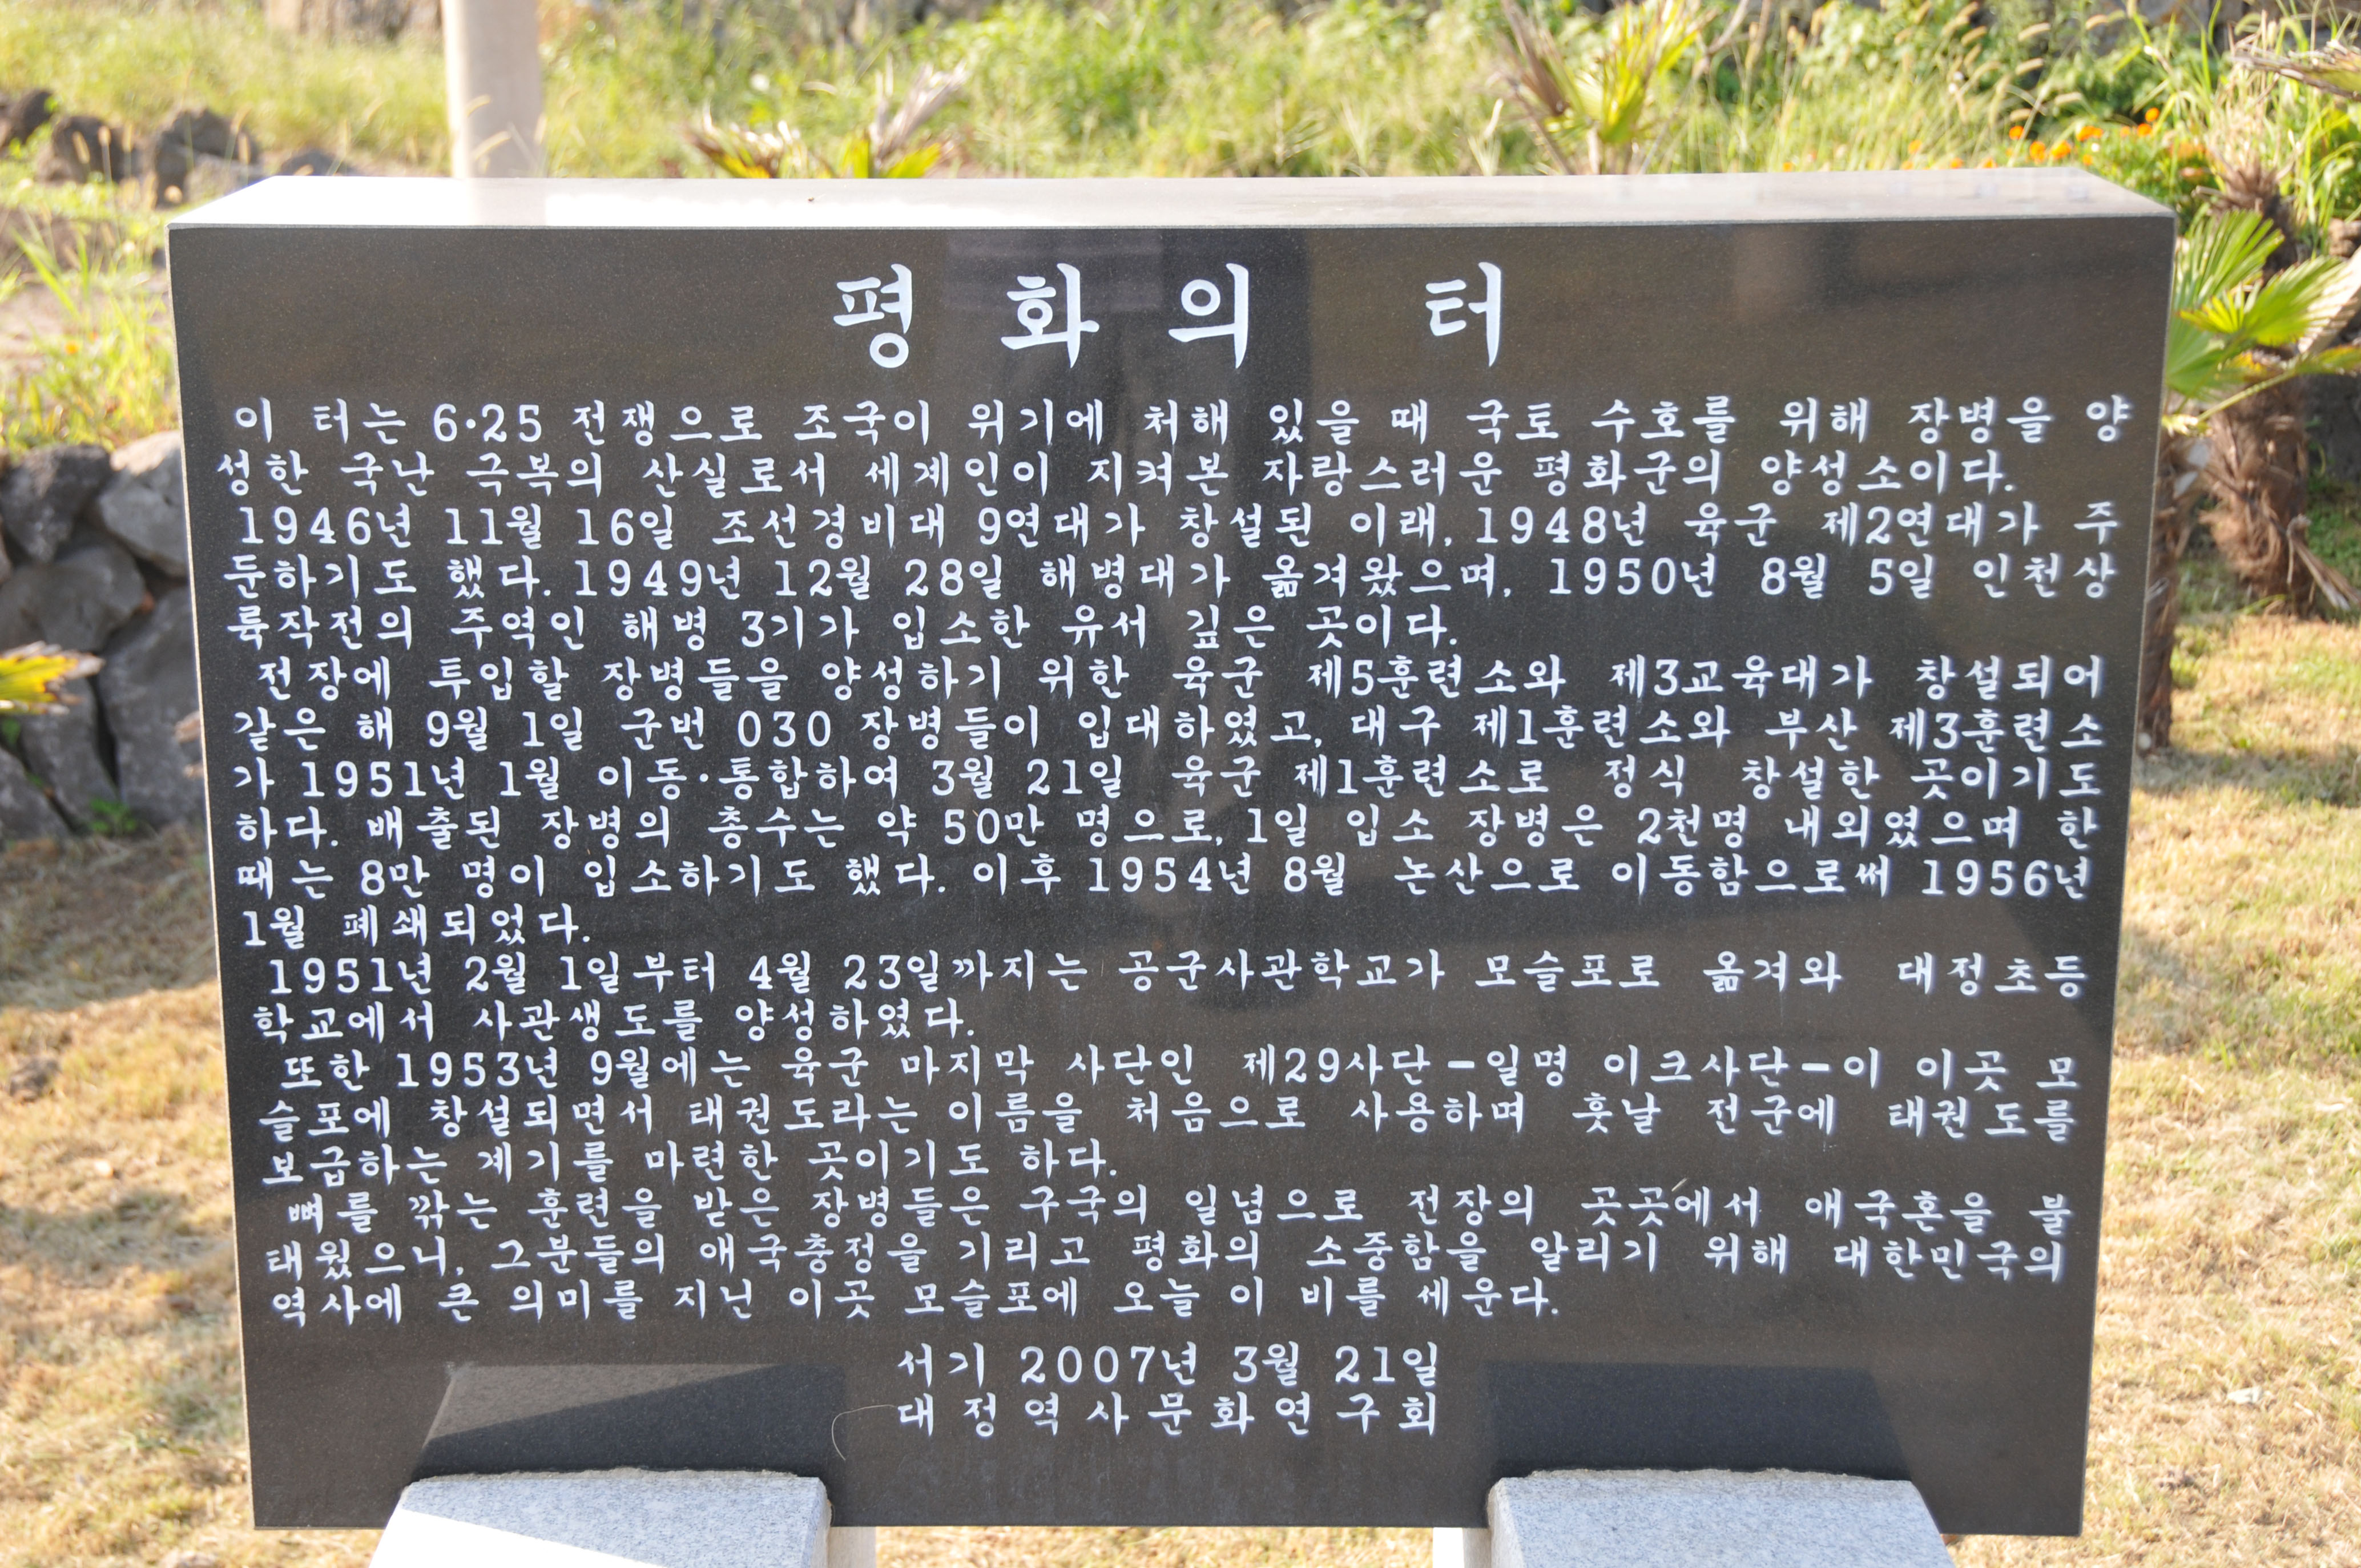 평화의 터
이 터는 6·25 전쟁으로 조국이 위기에 처해 있을 때 국토 수호를 위해 장병을 양
성한 국난 극복의 산실로서 세계인이 지켜본 자랑스러운 평화군의 양성소이다.
1946년 11월 16일 조선경비대 9연대가 창설된 이래, 1948년 육군 제2연대가 주
둔하기도 했다. 1949년 12월 28일 해병대가 옮겨왔으며, 1950년 8월 5일 인천상
륙작전의 주역인 해병 3기가 입소한 유서 깊은 곳이다.
전장에 투입할 장병들을 양성하기 위한 육군 제5훈련소와 제3교육대가 창설되어
같은 해 9월 1일 군번 030 장병들이 입대하였고, 대구 제1훈련소와 부산 제3훈련소
가 1951년 1월 이동·통합하여 3월 21일 육군 제1훈련소로 정식 창설한 곳이기도
하다. 배출된 장병의 총수는 약 50만 명으로, 1일 입소 장병은 2천명 내외였으며 한
때는 8만 명이 입소하기도 했다. 이후 1954년 8월 논산으로 이동함으로써 1956년
1월 폐쇄되었다.
1951년 2월 1일부터 4월 23일까지는 공군사관학교가 모슬포로 옮겨와 대정초등
학교에서 사관생도를 양성하였다.
또한 1953년 9월에는 육군 마지막 사단인 제29사단-일명 이크사단-이 이곳 모
슬포에 창설되면서 태권도라는 이름을 처음으로 사용하며 훗날 전군에 태권도를
보급하는 계기를 마련한 곳이기도 하다.
뼈를 깎는 훈련을 받은 장병들은 구국의 일념으로 전장의 곳곳에서 애국혼을 불
태웠으니, 그분들의 애국충정을 기리고 평화의 소중함을 알리기 위해 대한민국의
역사에 큰 의미를 지닌 이곳 모슬포에 오늘 이 비를 세운다.
서기 2007년 3월 21일
대정역사문화연구회